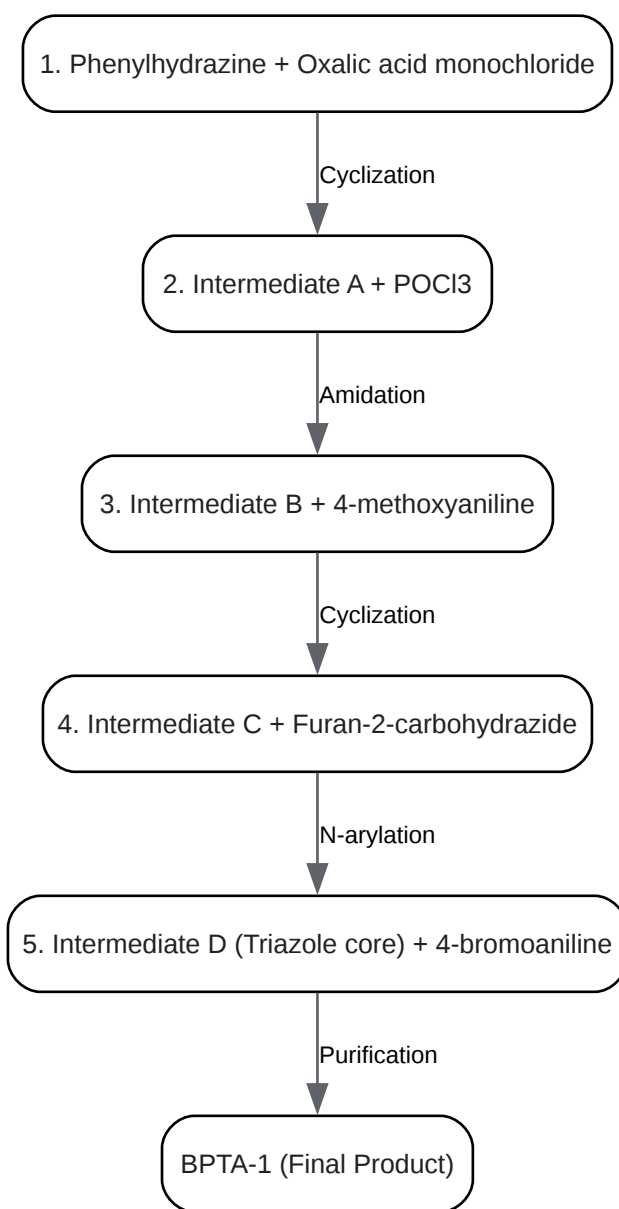 1. Phenylhydrazine + Oxalic acid monochloride
Cyclization
2. Intermediate A + POCl3
Amidation
3. Intermediate B + 4-methoxyaniline
Cyclization
4. Intermediate C + Furan-2-carbohydrazide
N-arylation
5. Intermediate D (Triazole core) + 4-bromoaniline
Purification
BPTA-1 (Final Product)